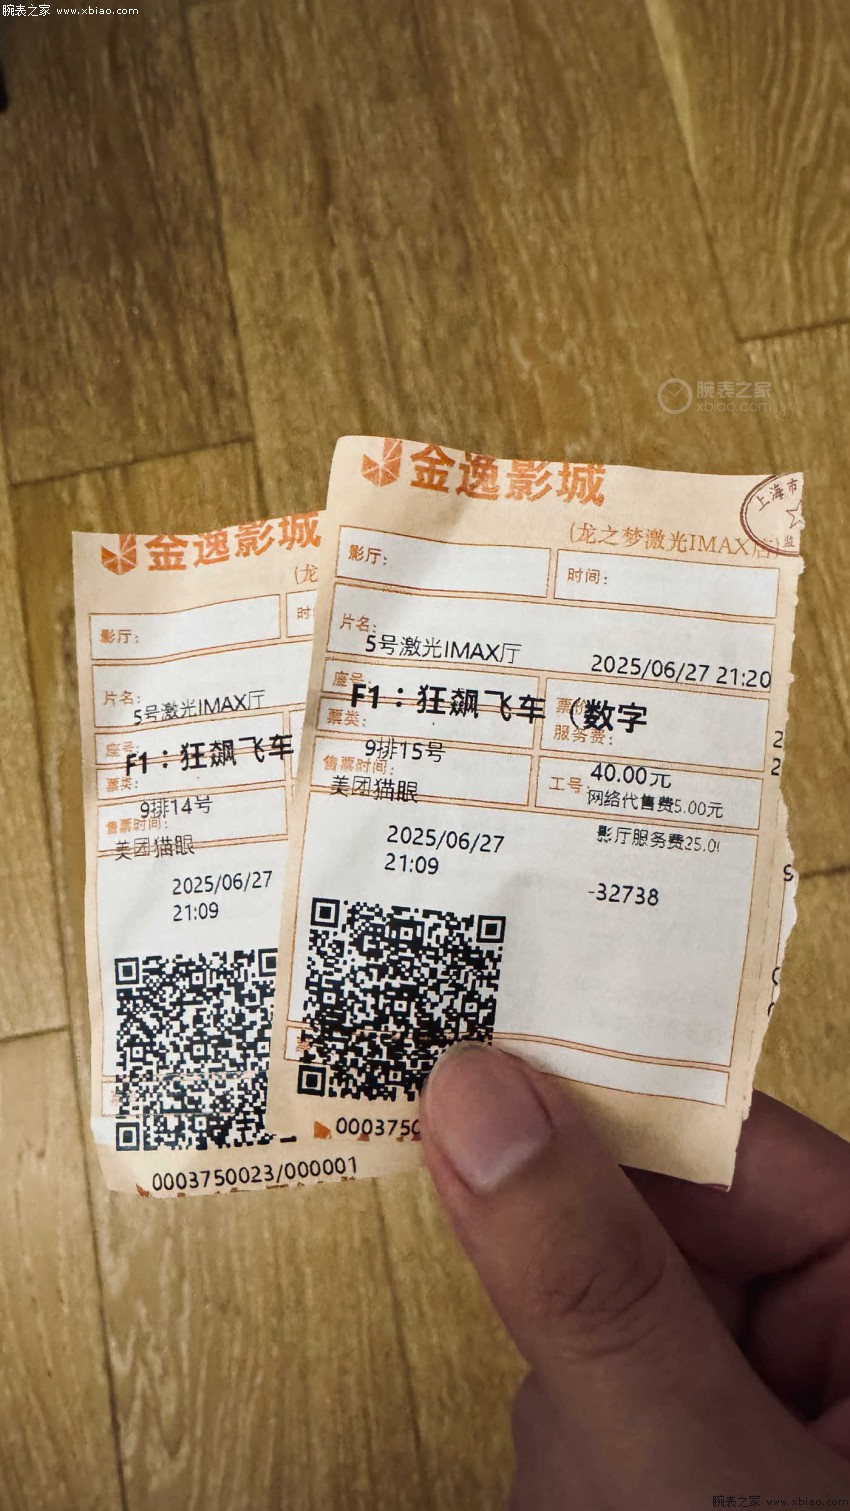 腕表之家 www.xbiao.com
腕表之家
xbiao.com
金逸影城
(龙之梦激光IMAX店)
上海市
监
影厅：
时间：
片名：
5号激光IMAX厅
2025/06/27 21:20
座号：
F1：狂飙飞车（数字
票类：
票价：
服务费：
9排15号
40.00元
售票时间：
美团猫眼
工号：
网络代售费5.00元
影厅服务费25.0
2025/06/27
21:09
-32738
000375
金逸影城
(龙
影厅：
时
片名：
5号激光IMAX厅
座号：
F1：狂飙飞车
票类：
9排14号
售票时间：
美团猫眼
2025/06/27
21:09
0003750023/000001
腕表之家 www.xbiao.com